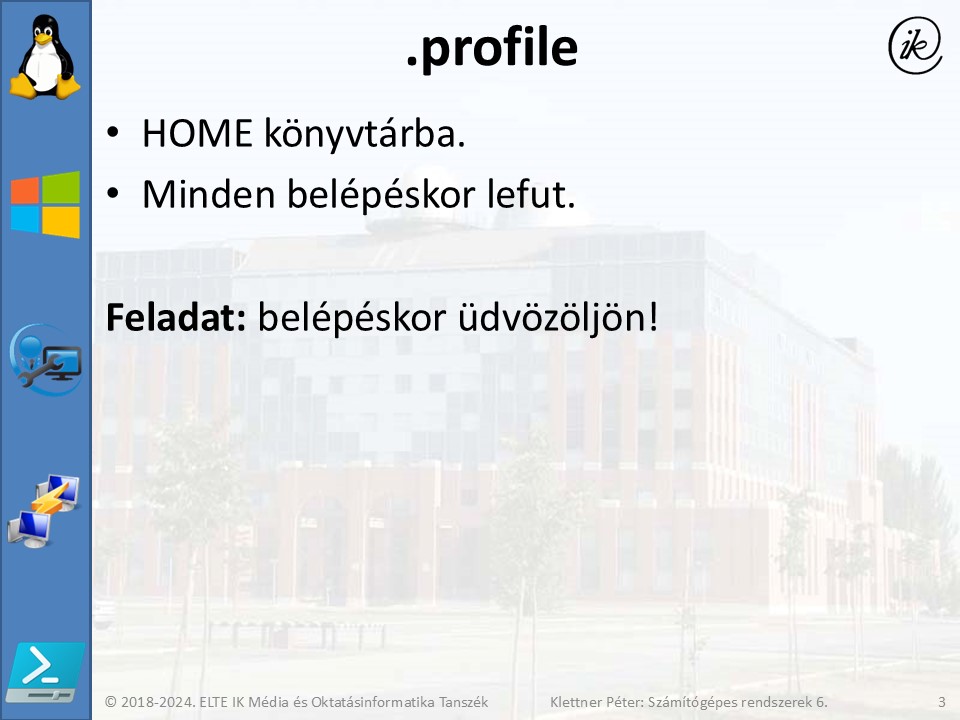 .profile
ik
• HOME könyvtárba.
• Minden belépéskor lefut.
Feladat: belépéskor üdvözöljön!
© 2018-2024. ELTE IK Média és Oktatásinformatika Tanszék Klettner Péter: Számítógépes rendszerek 6. 3